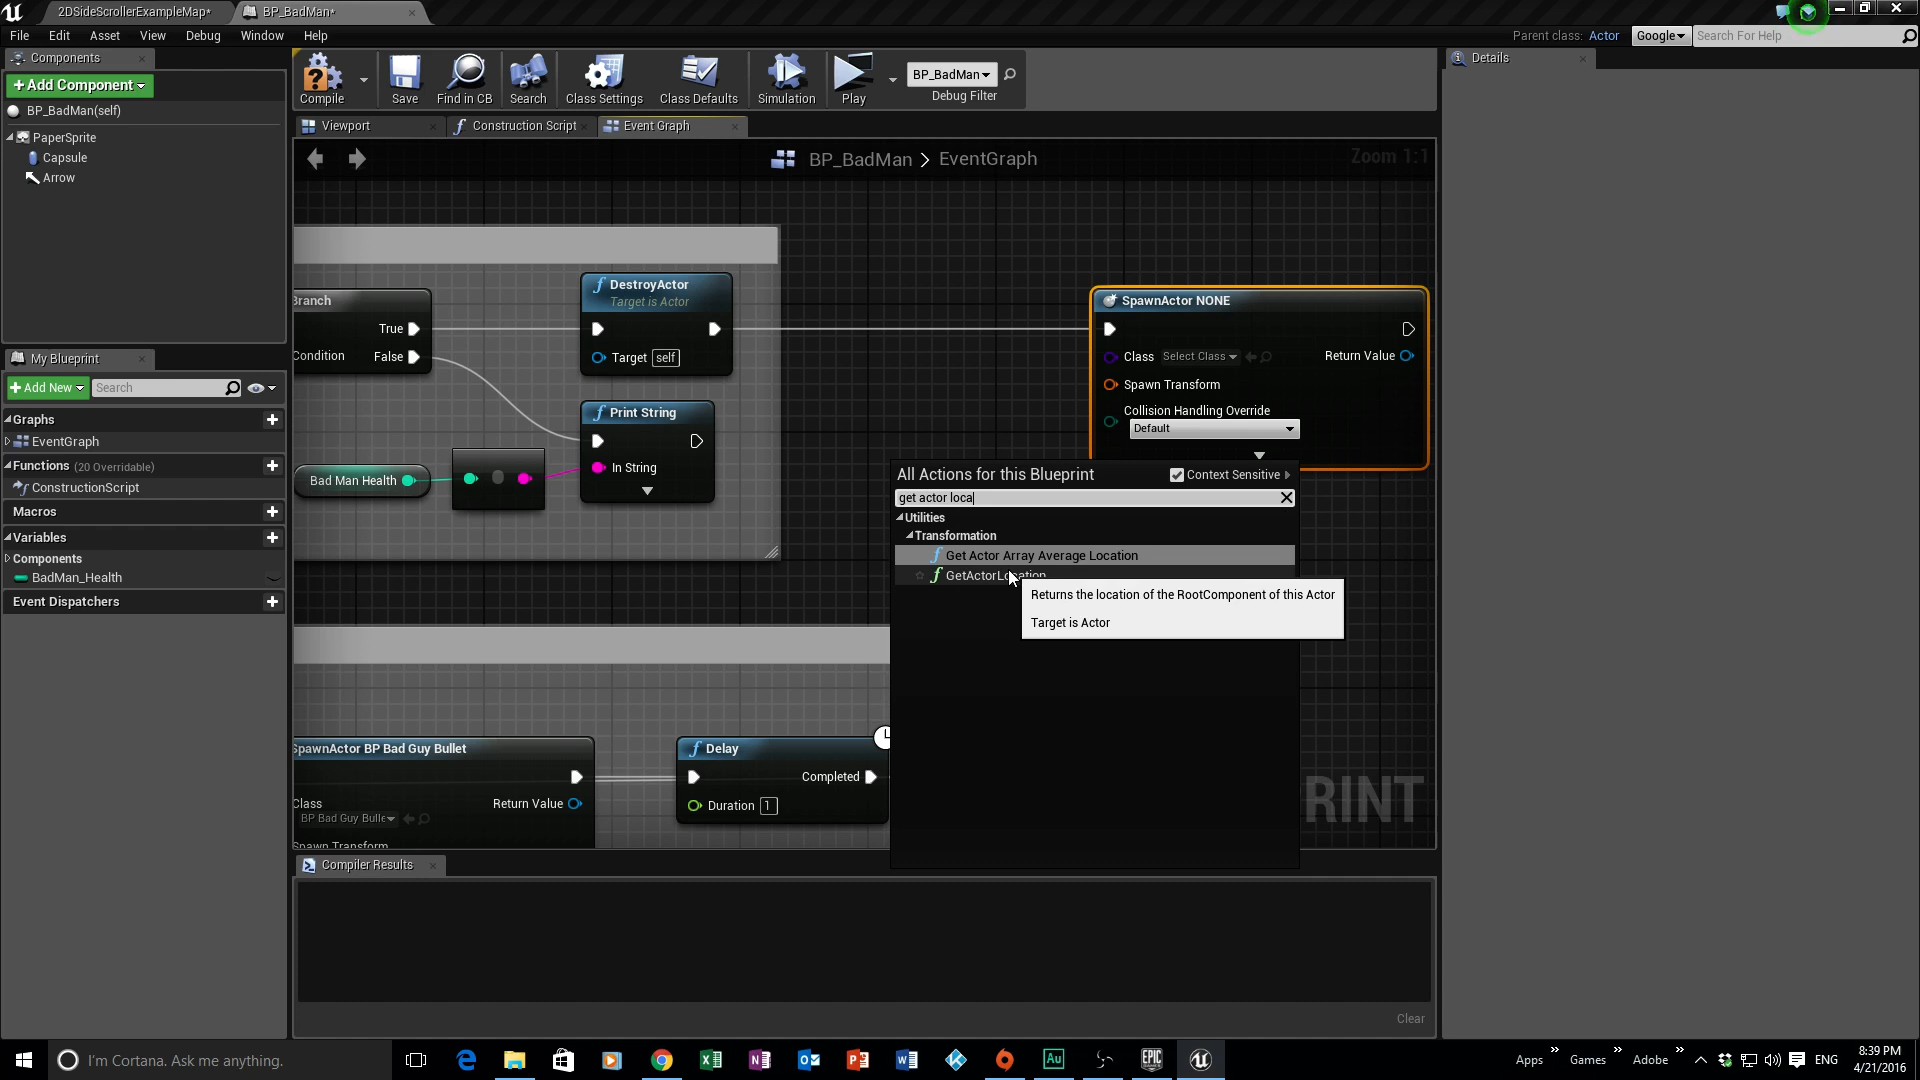 2DSideScrollerExampleMap*
BP_BadMan*
File Edit Asset View Debug Window Help
Parent class: Actor
Google
Search For Help
Components
+Add Component
BP_BadMan(self)
PaperSprite
Capsule
Arrow
Compile
Save
Find in CB
Search
Class Settings
Class Defaults
Simulation
Play
BP_BadMan
Debug Filter
Details
Viewport
Construction Script
Event Graph
BP_BadMan > EventGraph
Zoom 1:1
My Blueprint
+Add New
Search
Graphs
EventGraph
Functions (20 Overridable)
ConstructionScript
Macros
Variables
Components
BadMan_Health
Event Dispatchers
Branch
True
Condition
False
DestroyActor
Target is Actor
Target self
Print String
In String
Bad Man Health
SpawnActor NONE
Class Select Class
Return Value
Spawn Transform
Collision Handling Override
Default
All Actions for this Blueprint
Context Sensitive
get actor loca
Utilities
Transformation
Get Actor Array Average Location
GetActorLocation
Returns the location of the RootComponent of this Actor
Target is Actor
SpawnActor BP Bad Guy Bullet
Class
BP Bad Guy Bulle
Return Value
Spawn Transform
Delay
Completed
Duration 1
RINT
Compiler Results
Clear
I'm Cortana. Ask me anything.
Apps
Games
Adobe
ENG
8:39 PM
4/21/2016